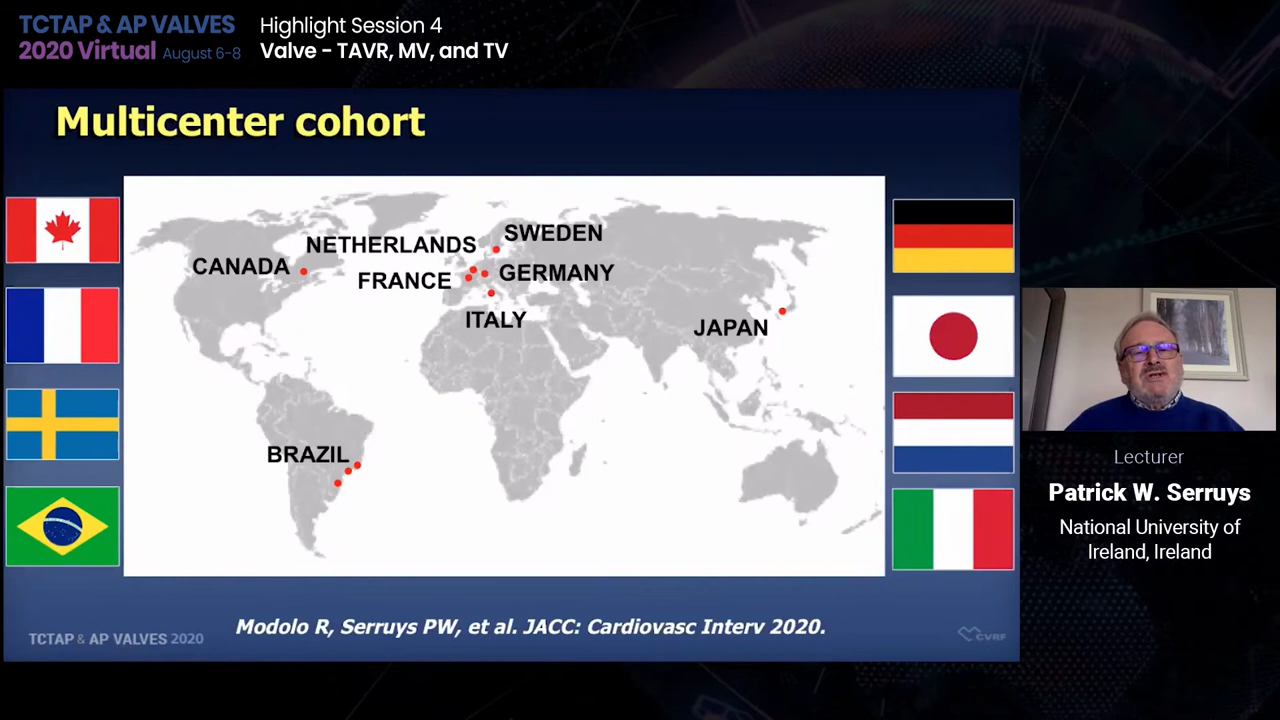 TCTAP & AP VALVES
2020 Virtual August 6-8
Highlight Session 4
Valve - TAVR, MV, and TV
Multicenter cohort
SWEDEN
NETHERLANDS
CANADA
FRANCE
GERMANY
ITALY
JAPAN
BRAZIL
Modolo R, Serruys PW, et al. JACC: Cardiovasc Interv 2020.
TCTAP & AP VALVES 2020
CVRF
Lecturer
Patrick W. Serruys
National University of
Ireland, Ireland